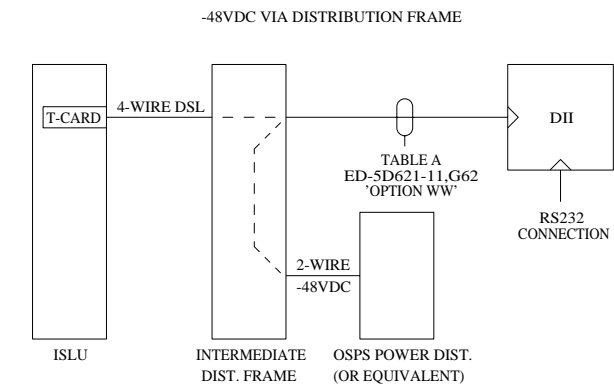 -48VDC VIA DISTRIBUTION FRAME
T-CARD
4-WIRE DSL
DII
TABLE A
ED-5D621-11,G62
'OPTION WW'
RS232
CONNECTION
2-WIRE
-48VDC
ISLU
INTERMEDIATE
DIST. FRAME
OSPS POWER DIST.
(OR EQUIVALENT)